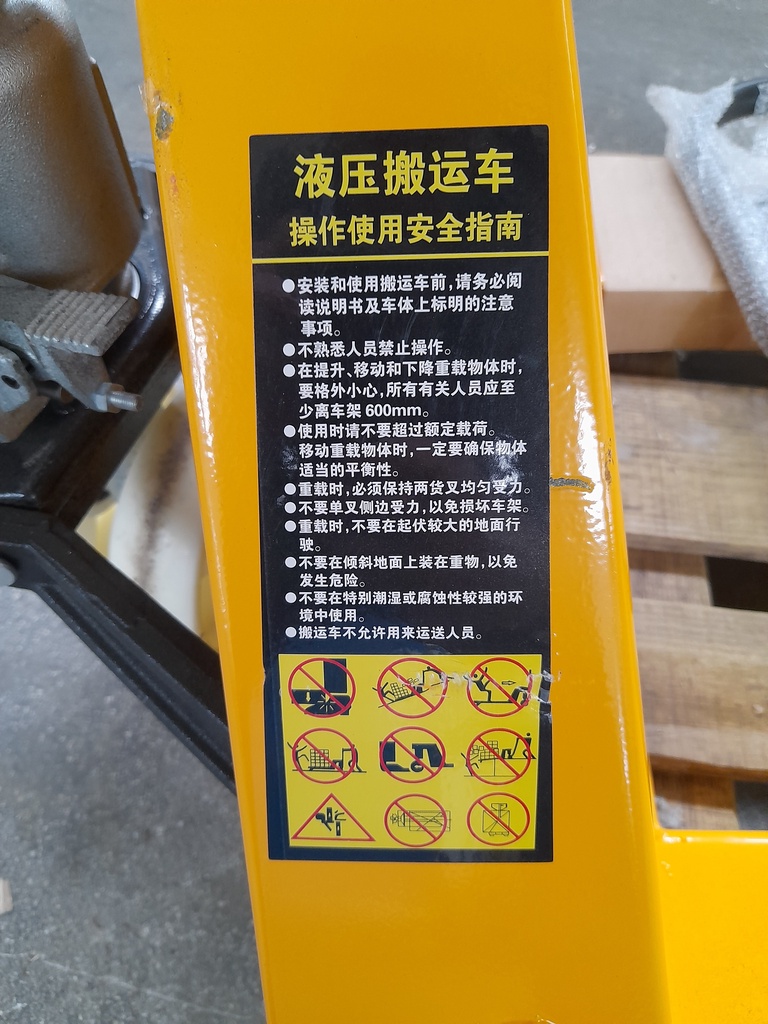 液压搬运车
操作使用安全指南
●安装和使用搬运车前,请务必阅
读说明书及车体上标明的注意
事项。
●不熟悉人员禁止操作。
●在提升、移动和下降重载物体时,
要格外小心,所有有关人员应至
少离车架600mm。
●使用时请不要超过额定载荷。
移动重载物体时,一定要确保物体
适当的平衡性。
●重载时,必须保持两货叉均匀受力。
●不要单叉侧边受力,以免损坏车架。
●重载时,不要在起伏较大的地面行
驶。
●不要在倾斜地面上装在重物,以免
发生危险。
●不要在特别潮湿或腐蚀性较强的环
境中使用。
●搬运车不允许用来运送人员。